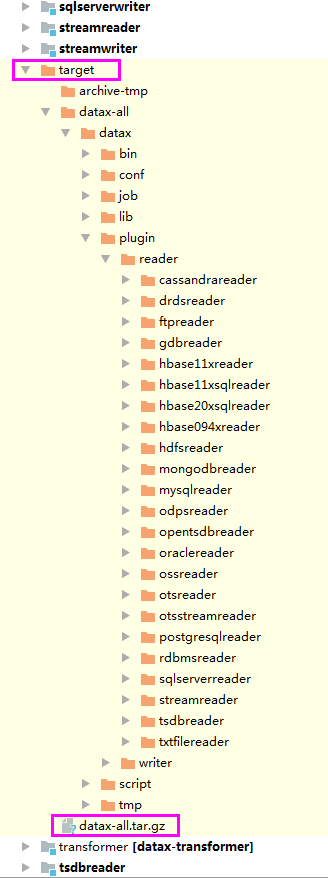 sqlserverwriter
streamreader
streamwriter
target
archive-tmp
datax-all
datax
bin
conf
job
lib
plugin
reader
cassandrareader
drdsreader
ftpreader
gdbreader
hbase11xreader
hbase11xsqlreader
hbase20xsqlreader
hbase094xreader
hdfsreader
mongodbreader
mysqlreader
odpsreader
opentsdbreader
oraclereader
ossreader
otsreader
otsstreamreader
postgresqlreader
rdbmsreader
sqlserverreader
streamreader
tsdbreader
txtfilereader
writer
script
tmp
datax-all.tar.gz
transformer [datax-transformer]
tsdbreader